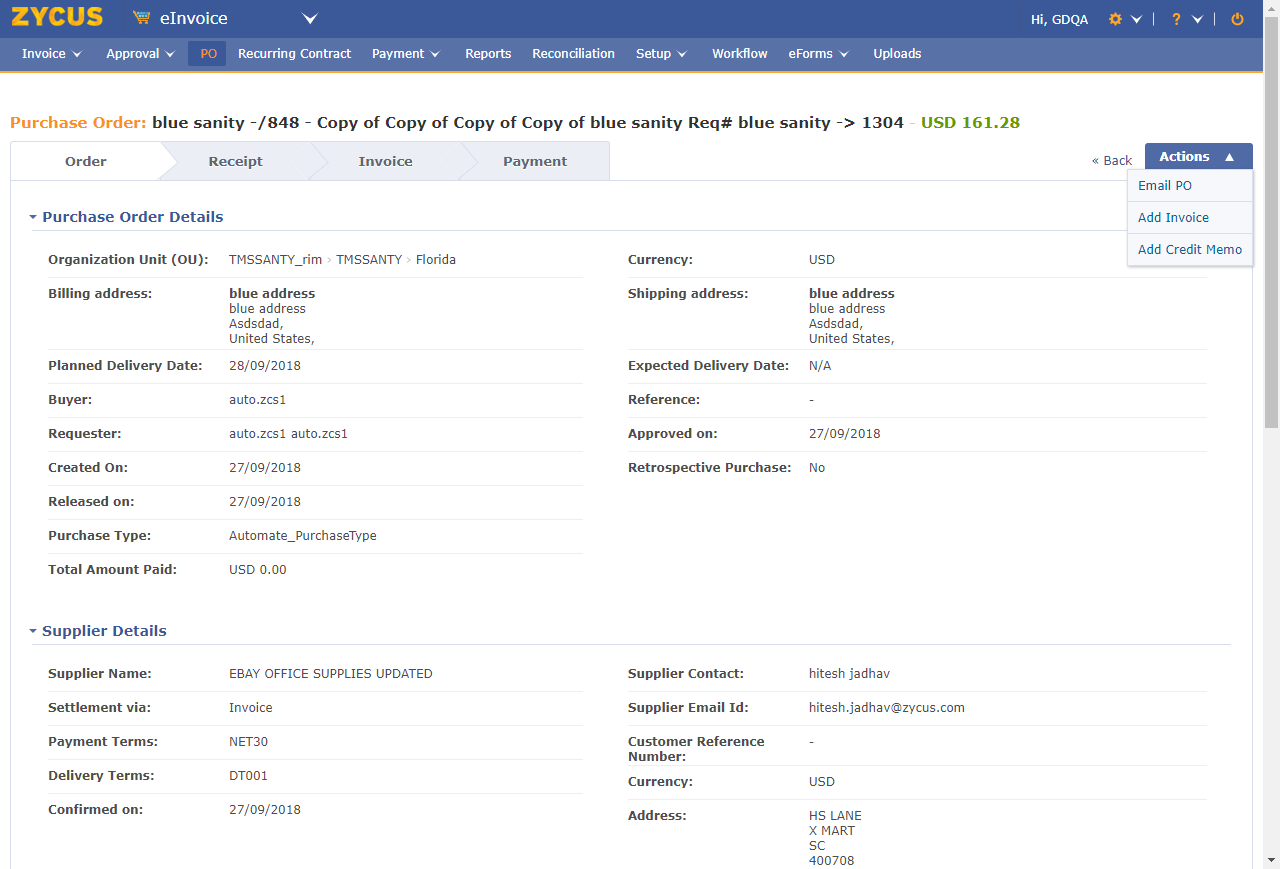 ZYCUS eInvoice Hi, GDQA ?
Invoice Approval PO Recurring Contract Payment Reports Reconciliation Setup Workflow eForms Uploads
Purchase Order: blue sanity -/848 - Copy of Copy of Copy of Copy of blue sanity Req# blue sanity -> 1304 - USD 161.28
Order Receipt Invoice Payment « Back Actions ▲
Email PO
Add Invoice
Add Credit Memo
Purchase Order Details
Organization Unit (OU): TMSSANTY_rim › TMSSANTY › Florida
Currency: USD
Billing address: blue address
blue address
Asdsdad,
United States,
Shipping address: blue address
blue address
Asdsdad,
United States,
Planned Delivery Date: 28/09/2018
Expected Delivery Date: N/A
Buyer: auto.zcs1
Reference: -
Requester: auto.zcs1 auto.zcs1
Approved on: 27/09/2018
Created On: 27/09/2018
Retrospective Purchase: No
Released on: 27/09/2018
Purchase Type: Automate_PurchaseType
Total Amount Paid: USD 0.00
Supplier Details
Supplier Name: EBAY OFFICE SUPPLIES UPDATED
Supplier Contact: hitesh jadhav
Settlement via: Invoice
Supplier Email Id: hitesh.jadhav@zycus.com
Payment Terms: NET30
Customer Reference -
Number:
Delivery Terms: DT001
Currency: USD
Confirmed on: 27/09/2018
Address: HS LANE
X MART
SC
400708